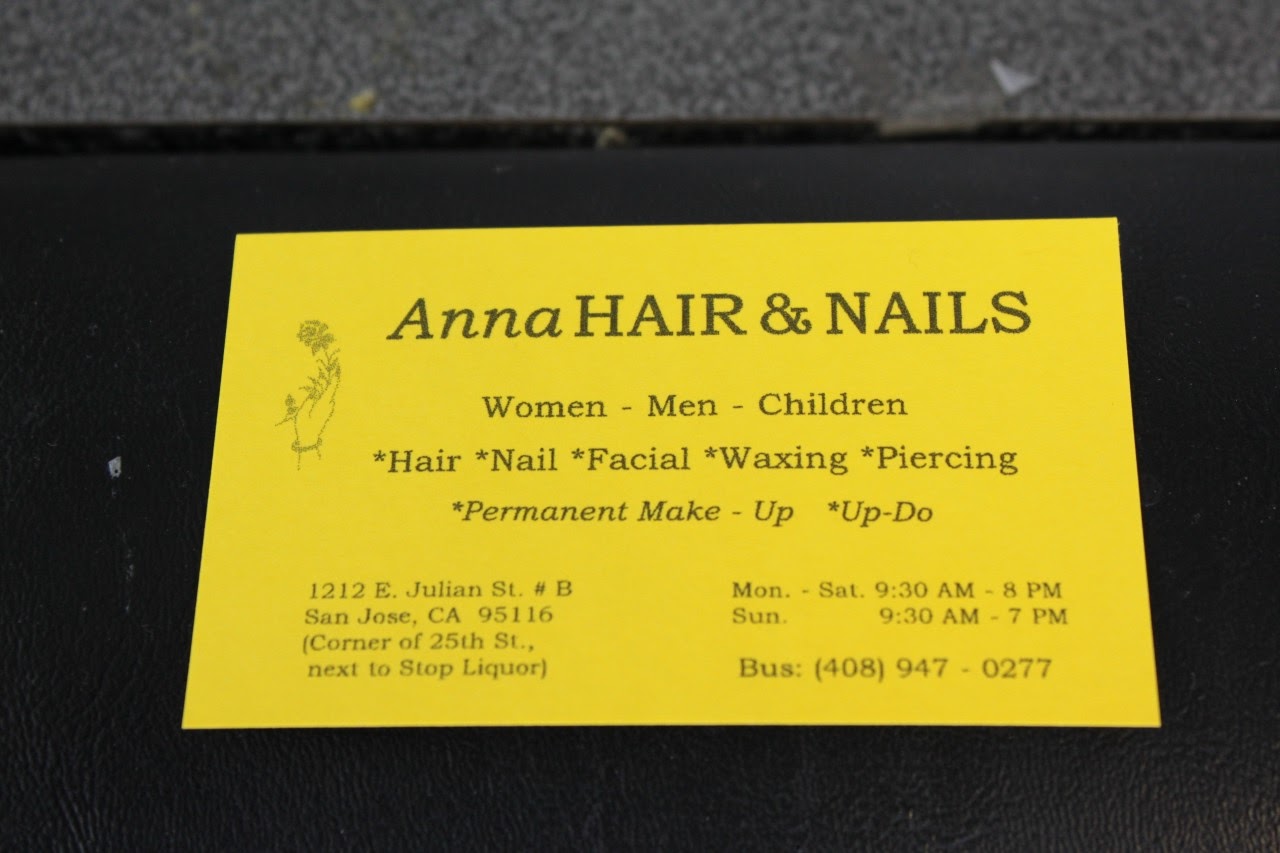 Anna HAIR & NAILS
Women - Men - Children
*Hair *Nail *Facial *Waxing *Piercing
*Permanent Make - Up *Up-Do
1212 E. Julian St. # B
San Jose, CA 95116
(Corner of 25th St.,
next to Stop Liquor)
Mon. - Sat. 9:30 AM - 8 PM
Sun. 9:30 AM - 7 PM
Bus: (408) 947 - 0277